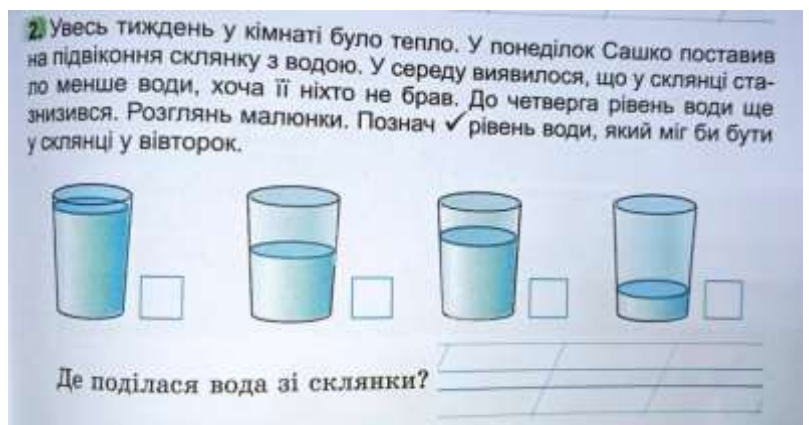 2. Увесь тиждень у кімнаті було тепло. У понеділок Сашко поставив
на підвіконня склянку з водою. У середу виявилося, що у склянці ста-
ло менше води, хоча її ніхто не брав. До четверга рівень води ще
знизився. Розглянь малюнки. Познач ✓ рівень води, який міг би бути
у склянці у вівторок.
Де поділася вода зі склянки?